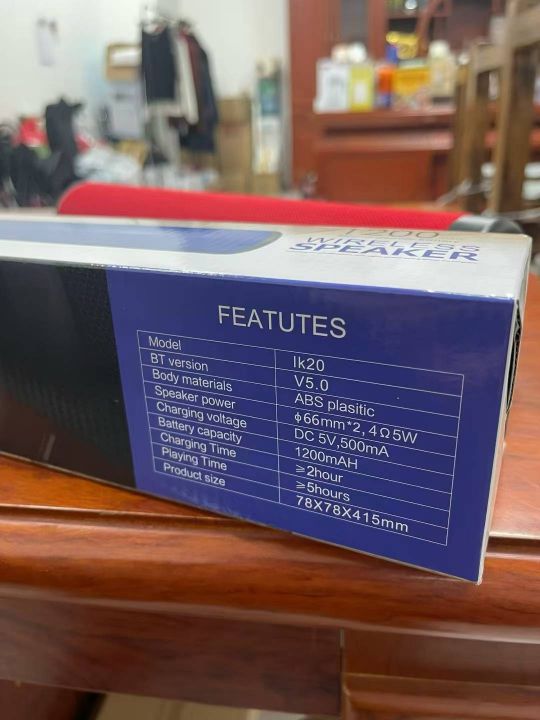 WIRELESS
SPEAKER
FEATUTES
Model lk20
BT version V5.0
Body materials ABS plasitic
Speaker power ϕ66mm*2, 4Ω5W
Charging voltage DC 5V,500mA
Battery capacity 1200mAH
Charging Time ≥2hour
Playing Time ≥5hours
Product size 78X78X415mm